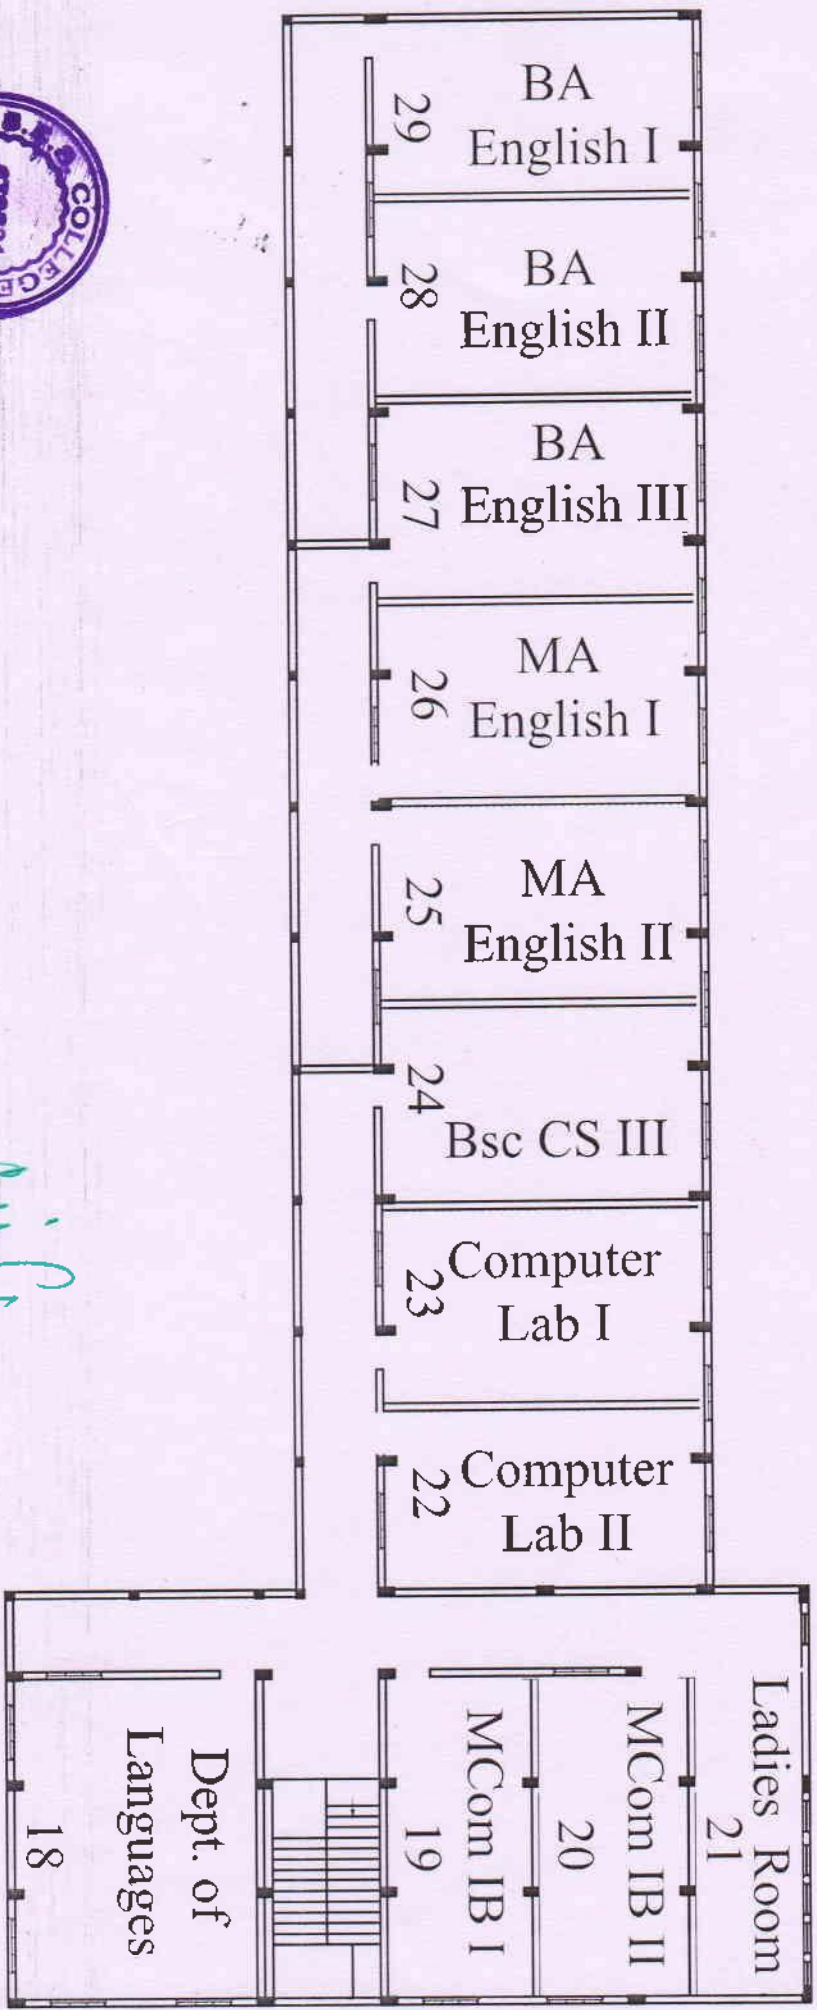 BA
English I
29
BA
English II
28
BA
English III
27
MA
English I
26
MA
English II
25
24
Bsc CS III
Computer
Lab I
23
Computer
Lab II
22
Ladies Room
21
MCom IB II
20
MCom IB I
19
Dept. of
Languages
18
COLLEGE